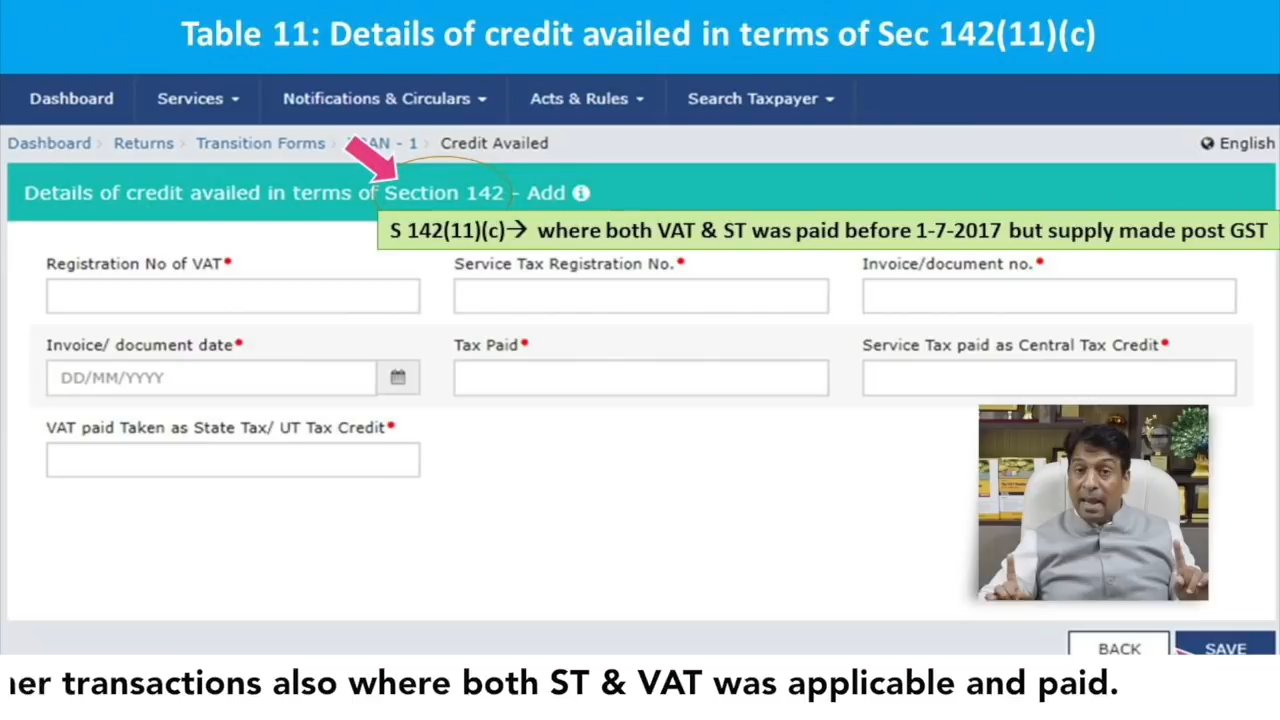 Table 11: Details of credit availed in terms of Sec 142(11)(c)
Dashboard Services Notifications & Circulars Acts & Rules Search Taxpayer
Dashboard Returns Transition Forms - 1 Credit Availed English
Details of credit availed in terms of Section 142 - Add
S 142(11)(c)→ where both VAT & ST was paid before 1-7-2017 but supply made post GST
Registration No of VAT• Service Tax Registration No.• Invoice/document no.•
Invoice/ document date• Tax Paid• Service Tax paid as Central Tax Credit•
DD/MM/YYYY
VAT paid Taken as State Tax/ UT Tax Credit•
BACK SAVE
transactions also where both ST & VAT was applicable and paid.